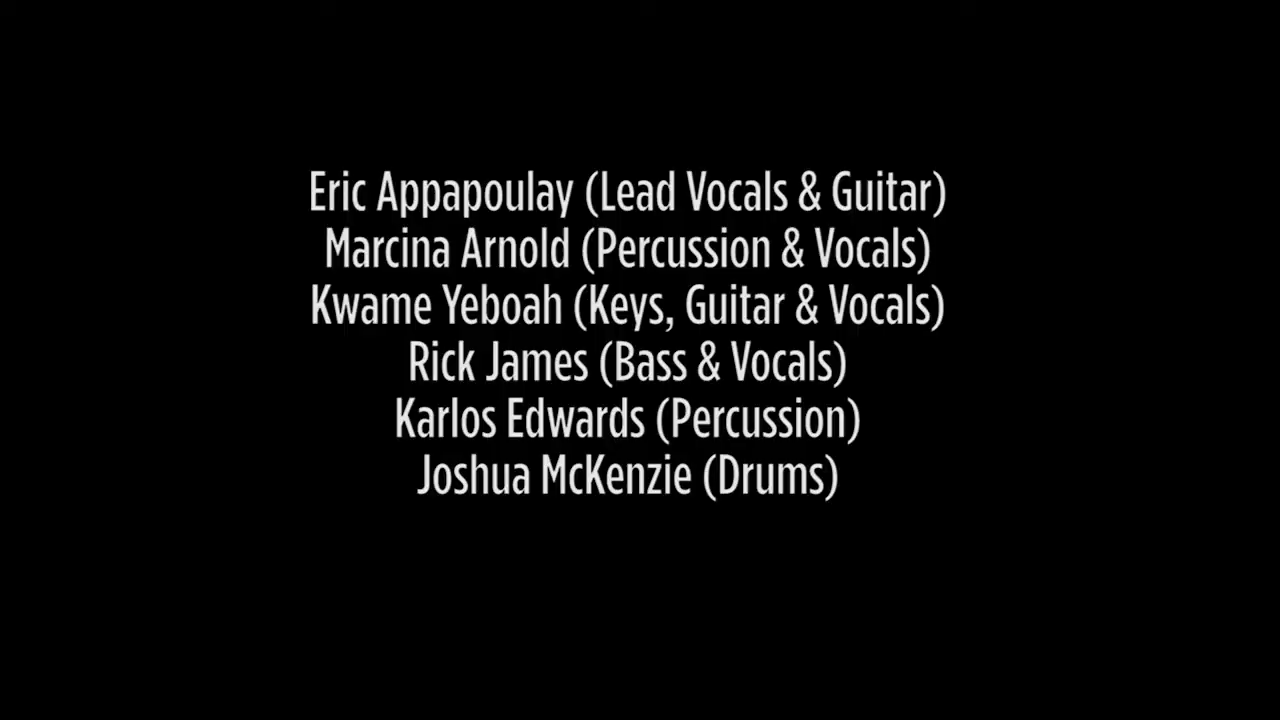 Eric Appapoulay (Lead Vocals & Guitar)
Marcina Arnold (Percussion & Vocals)
Kwame Yeboah (Keys, Guitar & Vocals)
Rick James (Bass & Vocals)
Karlos Edwards (Percussion)
Joshua McKenzie (Drums)